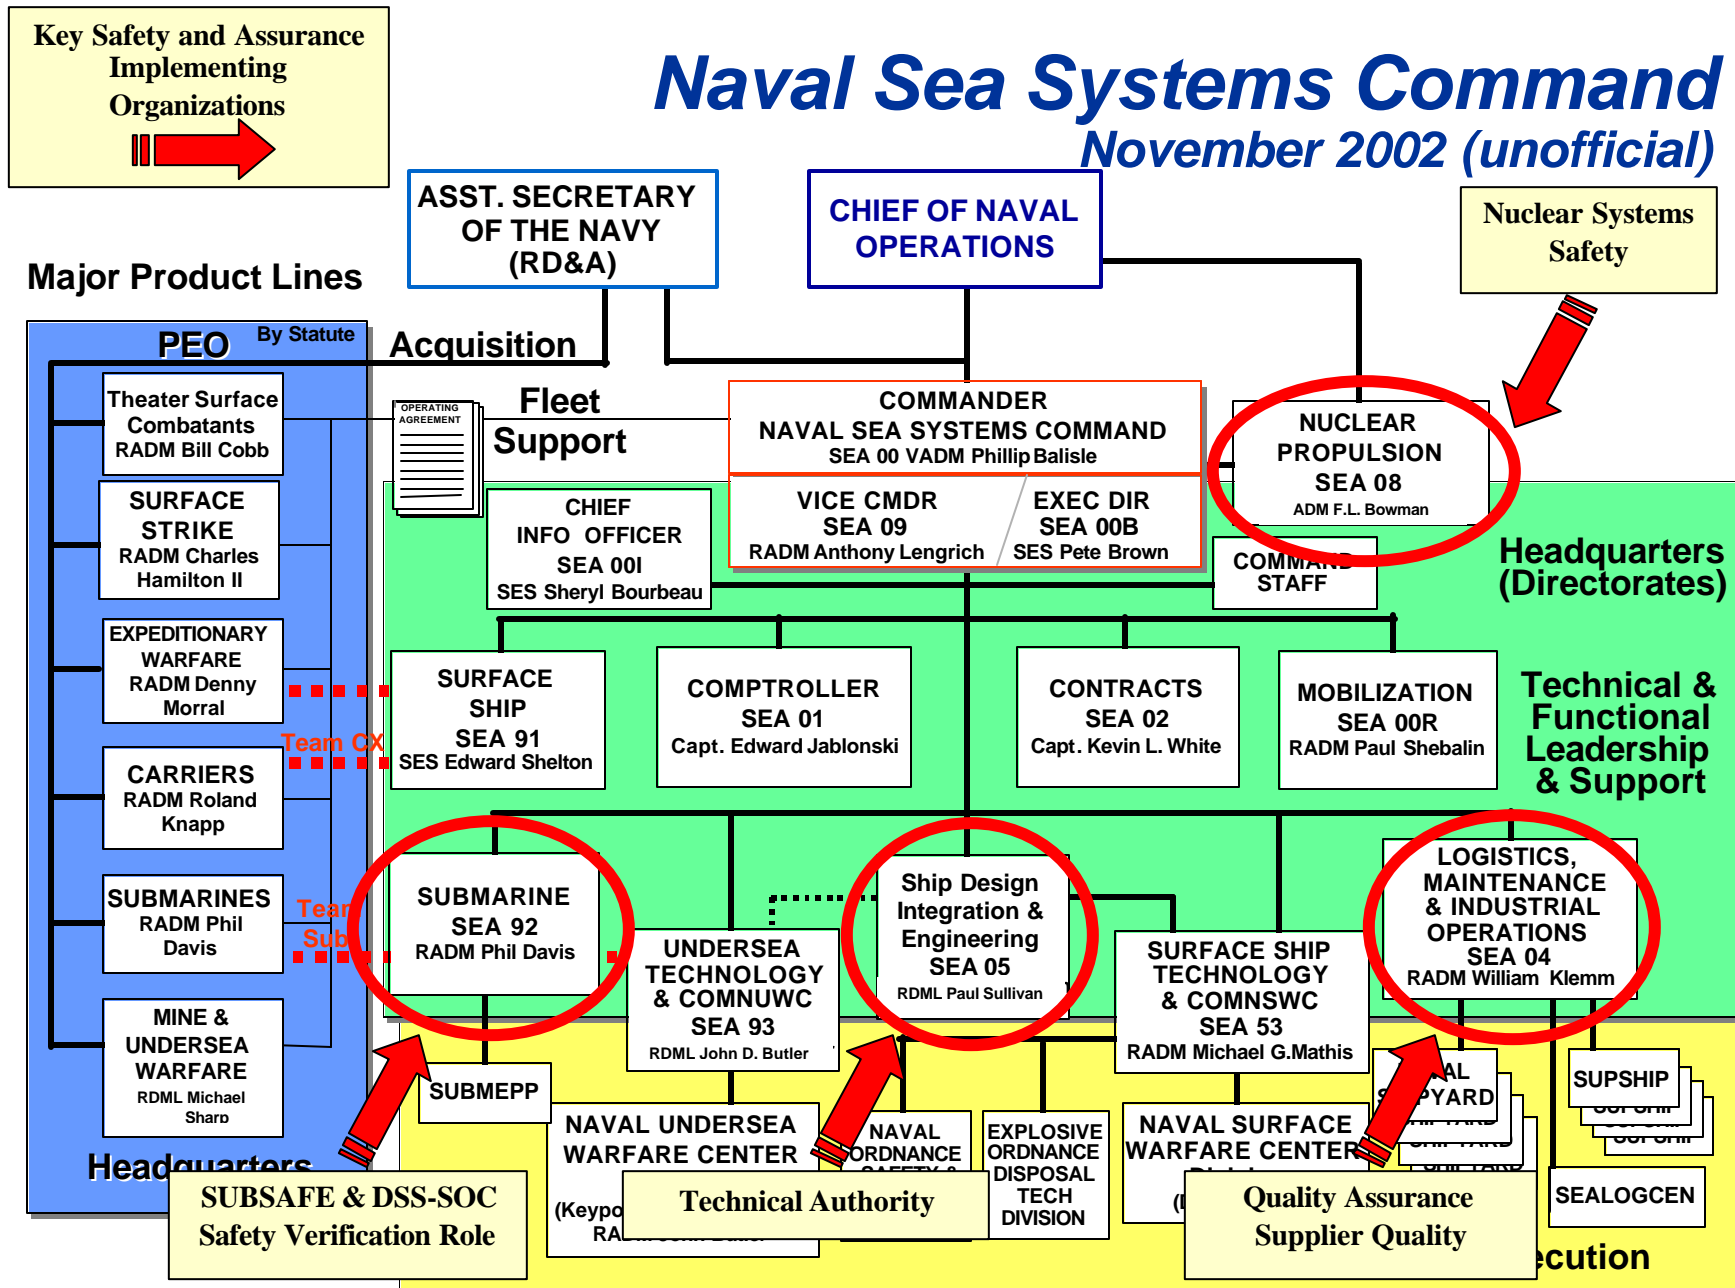 Key Safety and Assurance
Implementing
Organizations
Naval Sea Systems Command
November 2002 (unofficial)
ASST. SECRETARY
OF THE NAVY
(RD&A)
CHIEF OF NAVAL
OPERATIONS
Nuclear Systems
Safety
Major Product Lines
PEO
By Statute
Acquisition
Fleet
Support
OPERATING
AGREEMENT
Theater Surface
Combatants
RADM Bill Cobb
SURFACE
STRIKE
RADM Charles
Hamilton II
EXPEDITIONARY
WARFARE
RADM Denny
Morral
CARRIERS
RADM Roland
Knapp
SUBMARINES
RADM Phil
Davis
MINE &
UNDERSEA
WARFARE
RDML Michael
Sharp
Headquarters
COMMANDER
NAVAL SEA SYSTEMS COMMAND
SEA 00 VADM Phillip Balisle
VICE CMDR
SEA 09
RADM Anthony Lengrich
EXEC DIR
SEA 00B
SES Pete Brown
NUCLEAR
PROPULSION
SEA 08
ADM F.L. Bowman
CHIEF
INFO OFFICER
SEA 00I
SES Sheryl Bourbeau
COMMAND
STAFF
Headquarters
(Directorates)
SURFACE
SHIP
SEA 91
SES Edward Shelton
COMPTROLLER
SEA 01
Capt. Edward Jablonski
CONTRACTS
SEA 02
Capt. Kevin L. White
MOBILIZATION
SEA 00R
RADM Paul Shebalin
Technical &
Functional
Leadership
& Support
Team CX
Team
Sub
SUBMARINE
SEA 92
RADM Phil Davis
UNDERSEA
TECHNOLOGY
& COMNUWC
SEA 93
RDML John D. Butler
Ship Design
Integration &
Engineering
SEA 05
RDML Paul Sullivan
SURFACE SHIP
TECHNOLOGY
& COMNSWC
SEA 53
RADM Michael G.Mathis
LOGISTICS,
MAINTENANCE
& INDUSTRIAL
OPERATIONS
SEA 04
RADM William Klemm
SUBMEPP
NAVAL UNDERSEA
WARFARE CENTER
NAVAL
ORDNANCE
SAFETY &
EXPLOSIVE
ORDNANCE
DISPOSAL
TECH
DIVISION
NAVAL SURFACE
WARFARE CENTER
SUPSHIP
SEALOGCEN
SUBSAFE & DSS-SOC
Safety Verification Role
Technical Authority
Quality Assurance
Supplier Quality